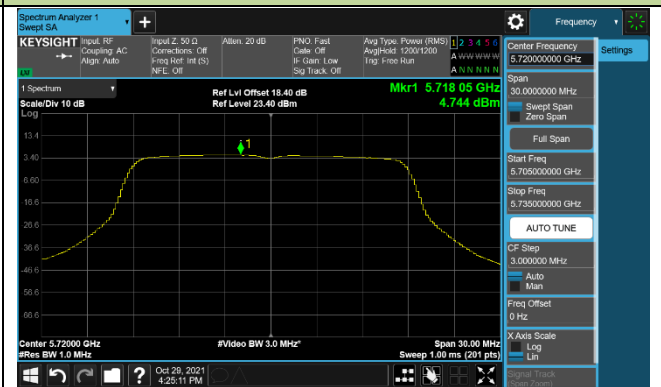 Spectrum Analyzer 1
Swept SA
+
Frequency
KEYSIGHT
Input: RF
Coupling: AC
Align: Auto
Input Z: 50 Ω
Corrections: Off
Freq Ref: Int (S)
NFE: Off
Atten: 20 dB
PNO: Fast
Gate: Off
IF Gain: Low
Sig Track: Off
Avg Type: Power (RMS)
Avg|Hold: 1200/1200
Trig: Free Run
1 2 3 4 5 6
A W W W W W
A N N N N N
LW
1 Spectrum
Scale/Div 10 dB
Log
Ref Lvl Offset 18.40 dB
Ref Level 23.40 dBm
Mkr1 5.718 05 GHz
4.744 dBm
1
13.4
3.40
-6.60
-16.6
-26.6
-36.6
-46.6
-56.6
-66.6
Center 5.72000 GHz
#Res BW 1.0 MHz
#Video BW 3.0 MHz*
Span 30.00 MHz
Sweep 1.00 ms (201 pts)
Center Frequency
5.72000000 GHz
Settings
Span
30.0000000 MHz
Swept Span
Zero Span
Full Span
Start Freq
5.705000000 GHz
Stop Freq
5.735000000 GHz
AUTO TUNE
CF Step
3.000000 MHz
Auto
Man
Freq Offset
0 Hz
X Axis Scale
Log
Lin
Signal Track
(Span Zoom)
?
Oct 29, 2021
4:25:11 PM